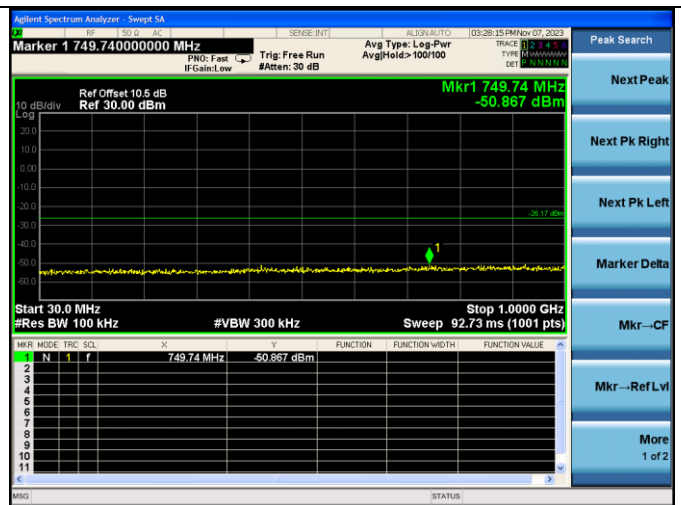 Agilent Spectrum Analyzer - Swept SA
RF 50 Ω AC SENSE:INT ALIGN AUTO 03:28:15 PM Nov 07, 2023
Marker 1 749.740000000 MHz
PNO: Fast Trig: Free Run
IFGain:Low #Atten: 30 dB
Avg Type: Log-Pwr
Avg|Hold:>100/100
TRACE 1 2 3 4 5 6
TYPE M
DET P N N N N N
Peak Search
Next Peak
Next Pk Right
Next Pk Left
Marker Delta
Mkr→CF
Mkr→Ref Lvl
More
1 of 2
Ref Offset 10.5 dB
10 dB/div Ref 30.00 dBm
Log
Mkr1 749.74 MHz
-50.867 dBm
20.0
10.0
0.00
-10.0
-20.0
-26.17 dBm
-30.0
-40.0
1
-50.0
-60.0
Start 30.0 MHz Stop 1.0000 GHz
#Res BW 100 kHz #VBW 300 kHz Sweep 92.73 ms (1001 pts)
MKR MODE TRC SCL X Y FUNCTION FUNCTION WIDTH FUNCTION VALUE
1 N 1 f 749.74 MHz -50.867 dBm
2
3
4
5
6
7
8
9
10
11
MSG STATUS